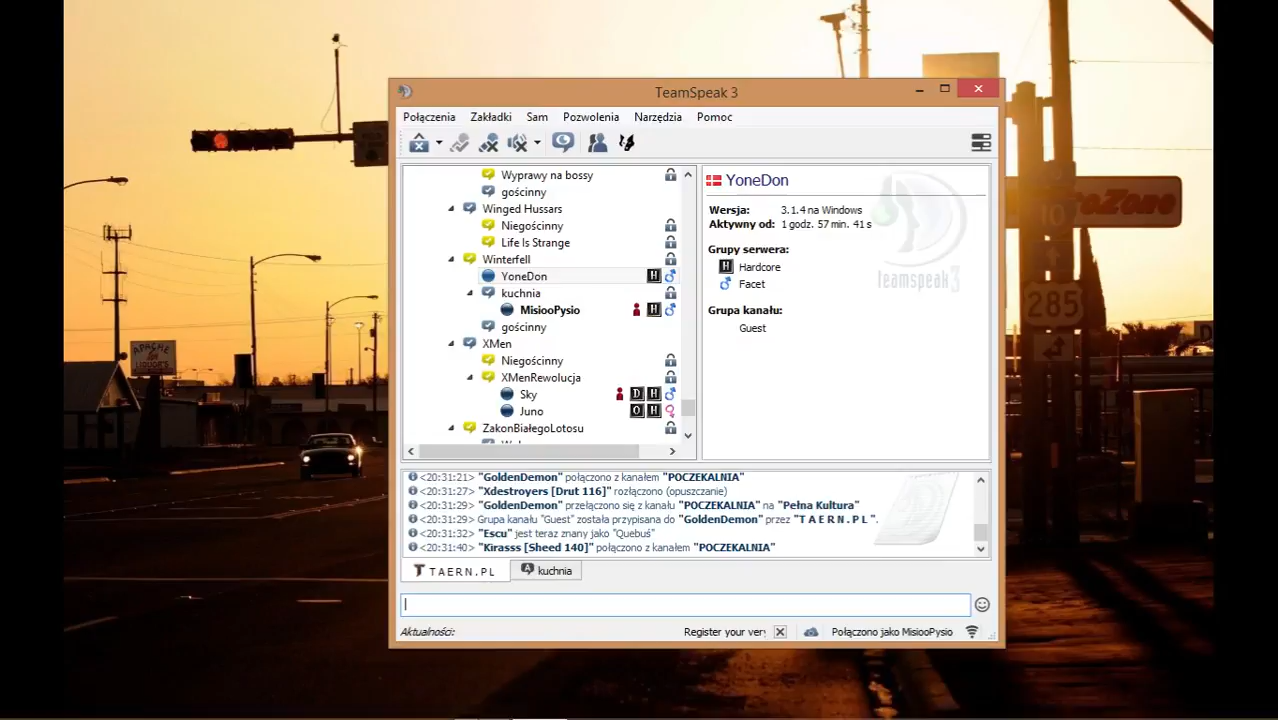 TeamSpeak 3
Połączenia Zakładki Sam Pozwolenia Narzędzia Pomoc
Wyprawy na bossy
gościnny
Winged Hussars
Niegościnny
Life Is Strange
Winterfell
YoneDon H
kuchnia
MisiooPysio H
gościnny
XMen
Niegościnny
XMenRewolucja
Sky D H
Juno O H
ZakonBiałegoLotosu
YoneDon
Wersja: 3.1.4 na Windows
Aktywny od: 1 godz. 57 min. 41 s
Grupy serwera:
H Hardcore
Facet
Grupa kanału:
Guest
teamspeak3
<20:31:21> "GoldenDemon" połączono z kanałem "POCZEKALNIA"
<20:31:27> "Xdestroyers [Drut 116]" rozłączono (opuszczanie)
<20:31:29> "GoldenDemon" przełączono się z kanału "POCZEKALNIA" na "Pełna Kultura"
<20:31:29> Grupa kanału "Guest" została przypisana do "GoldenDemon" przez "T A E R N . P L".
<20:31:32> "Escu" jest teraz znany jako "Quebuś"
<20:31:40> "Kirasss [Sheed 140]" połączono z kanałem "POCZEKALNIA"
T A E R N . P L kuchnia
Aktualności: Register your very Połączono jako MisiooPysio
APACHE
LIQUORS
eZone
10
285